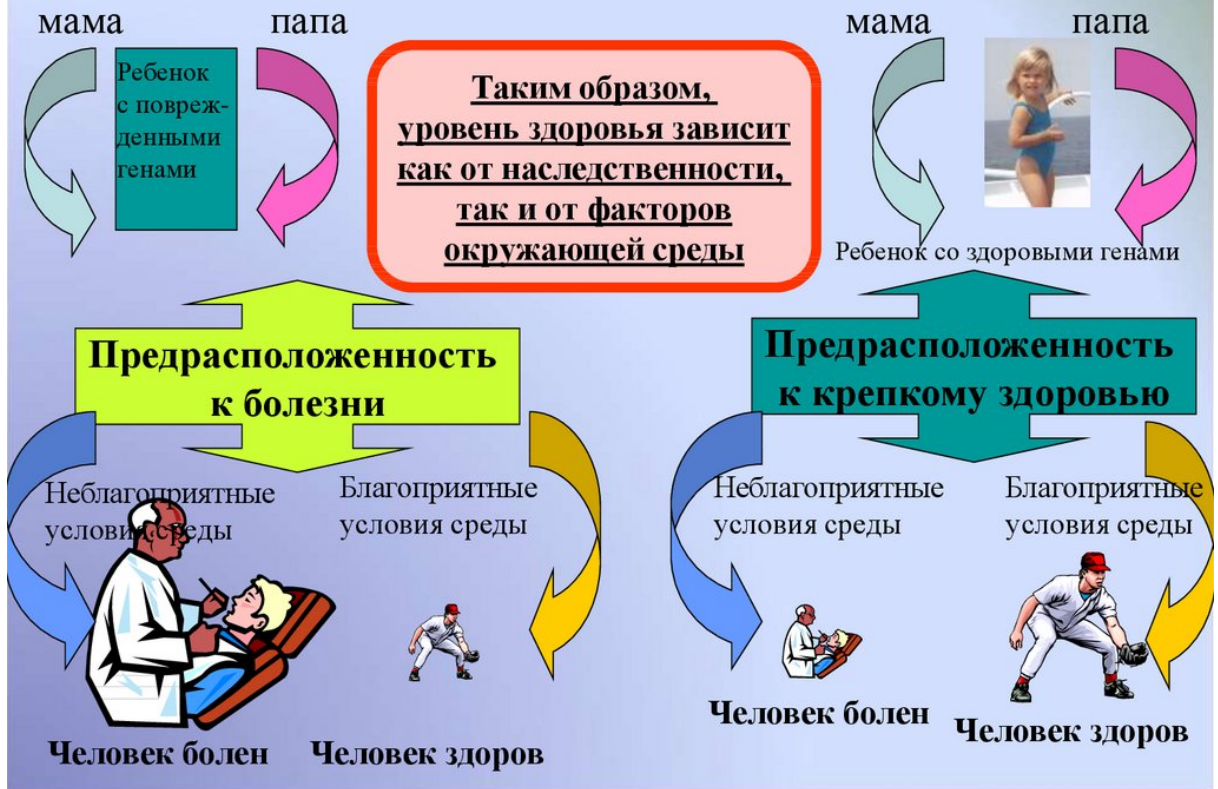 мама
папа
Ребенок
с повреж-
денными
генами
Таким образом,
уровень здоровья зависит
как от наследственности,
так и от факторов
окружающей среды
мама
папа
Ребенок со здоровыми генами
Предрасположенность
к болезни
Предрасположенность
к крепкому здоровью
Неблагоприятные
условия среды
Благоприятные
условия среды
Неблагоприятные
условия среды
Благоприятные
условия среды
Человек болен
Человек здоров
Человек болен
Человек здоров